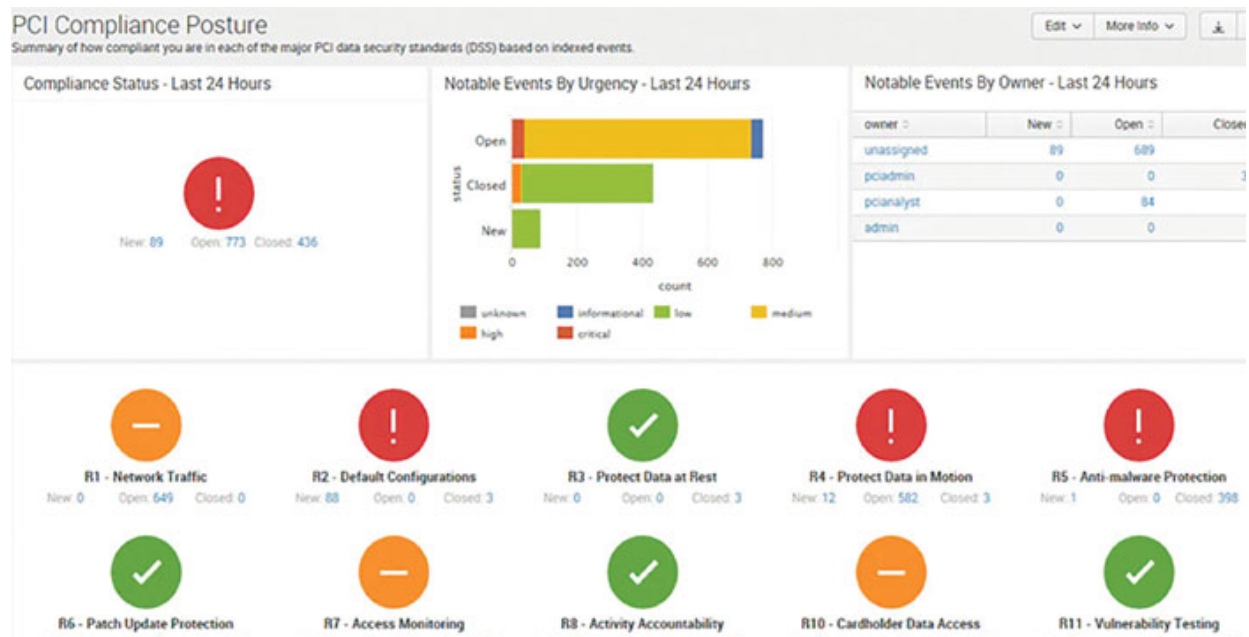 PCI Compliance Posture
Edit
More Info
Summary of how compliant you are in each of the major PCI data security standards (DSS) based on indexed events.
Compliance Status - Last 24 Hours
New: 89 Open: 773 Closed: 436
Notable Events By Urgency - Last 24 Hours
status
Open
Closed
New
0 200 400 600 800
count
unknown informational low medium
high critical
Notable Events By Owner - Last 24 Hours
owner New Open Closed
unassigned 89 689
pciadmin 0 0 3
pcianalyst 0 84
admin 0 0
R1 - Network Traffic
New: 0 Open: 649 Closed: 0
R2 - Default Configurations
New: 88 Open: 0 Closed: 3
R3 - Protect Data at Rest
New: 0 Open: 0 Closed: 3
R4 - Protect Data in Motion
New: 12 Open: 582 Closed: 3
R5 - Anti-malware Protection
New: 1 Open: 0 Closed: 398
R6 - Patch Update Protection
R7 - Access Monitoring
R8 - Activity Accountability
R10 - Cardholder Data Access
R11 - Vulnerability Testing